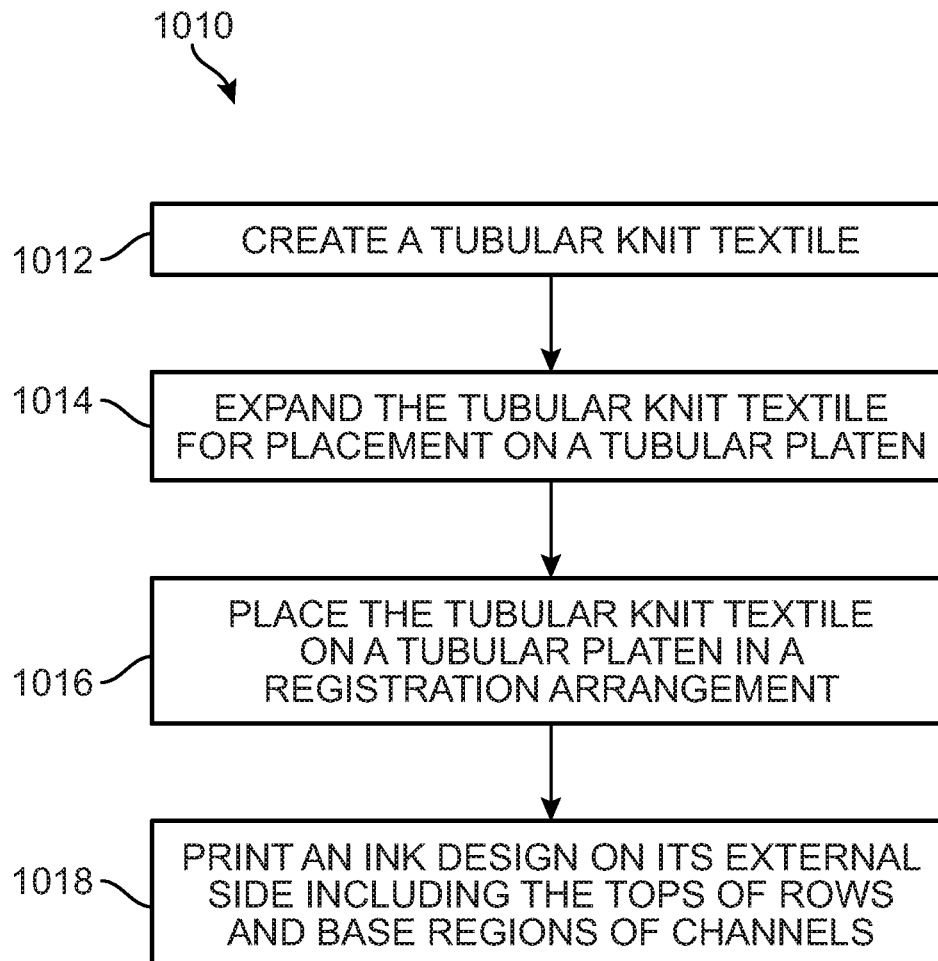 1010
1012
CREATE A TUBULAR KNIT TEXTILE
1014
EXPAND THE TUBULAR KNIT TEXTILE
FOR PLACEMENT ON A TUBULAR PLATEN
1016
PLACE THE TUBULAR KNIT TEXTILE
ON A TUBULAR PLATEN IN A
REGISTRATION ARRANGEMENT
1018
PRINT AN INK DESIGN ON ITS EXTERNAL
SIDE INCLUDING THE TOPS OF ROWS
AND BASE REGIONS OF CHANNELS